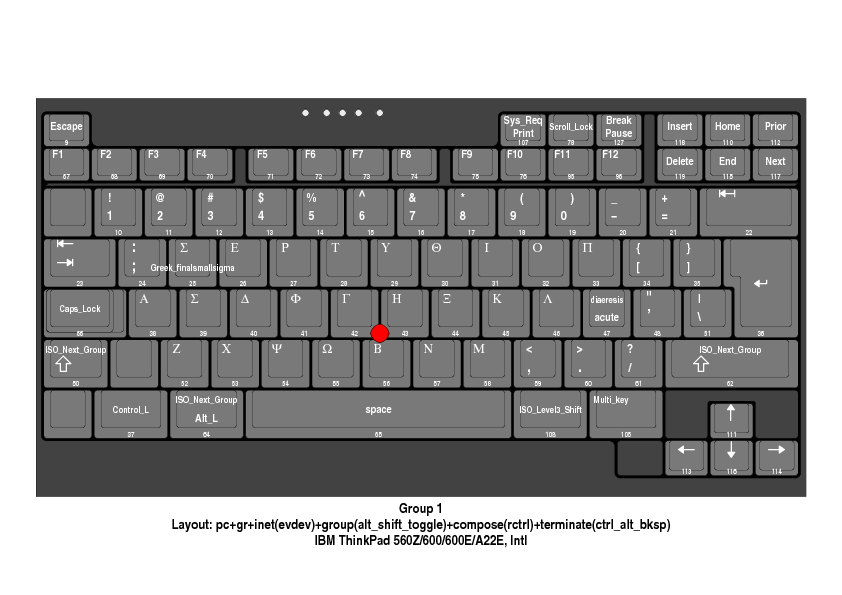 Escape Sys_Req Scroll_Lock Break Insert Home Prior
Print Pause
9 107 78 127 118 110 112
F1 F2 F3 F4 F5 F6 F7 F8 F9 F10 F11 F12 Delete End Next
67 68 69 70 71 72 73 74 75 76 95 96 119 115 117
! @ # $ % ^ & * ( ) _ +
1 2 3 4 5 6 7 8 9 0 - =
10 11 12 13 14 15 16 17 18 19 20 21 22
: Σ Ε Ρ Τ Υ Θ Ι Ο Π { }
; Greek_finalsmallsigma [ ]
23 24 25 26 27 28 29 30 31 32 33 34 35
Caps_Lock Α Σ Δ Φ Γ Η Ξ Κ Λ diaeresis " |
acute ' \
66 38 39 40 41 42 43 44 45 46 47 48 51 36
ISO_Next_Group Ζ Χ Ψ Ω Β Ν Μ < > ? ISO_Next_Group
, . /
50 52 53 54 55 56 57 58 59 60 61 62
Control_L ISO_Next_Group space ISO_Level3_Shift Multi_key
Alt_L
37 64 65 108 105 111
113 116 114
Group 1
Layout: pc+gr+inet(evdev)+group(alt_shift_toggle)+compose(rctrl)+terminate(ctrl_alt_bksp)
IBM ThinkPad 560Z/600/600E/A22E, Intl